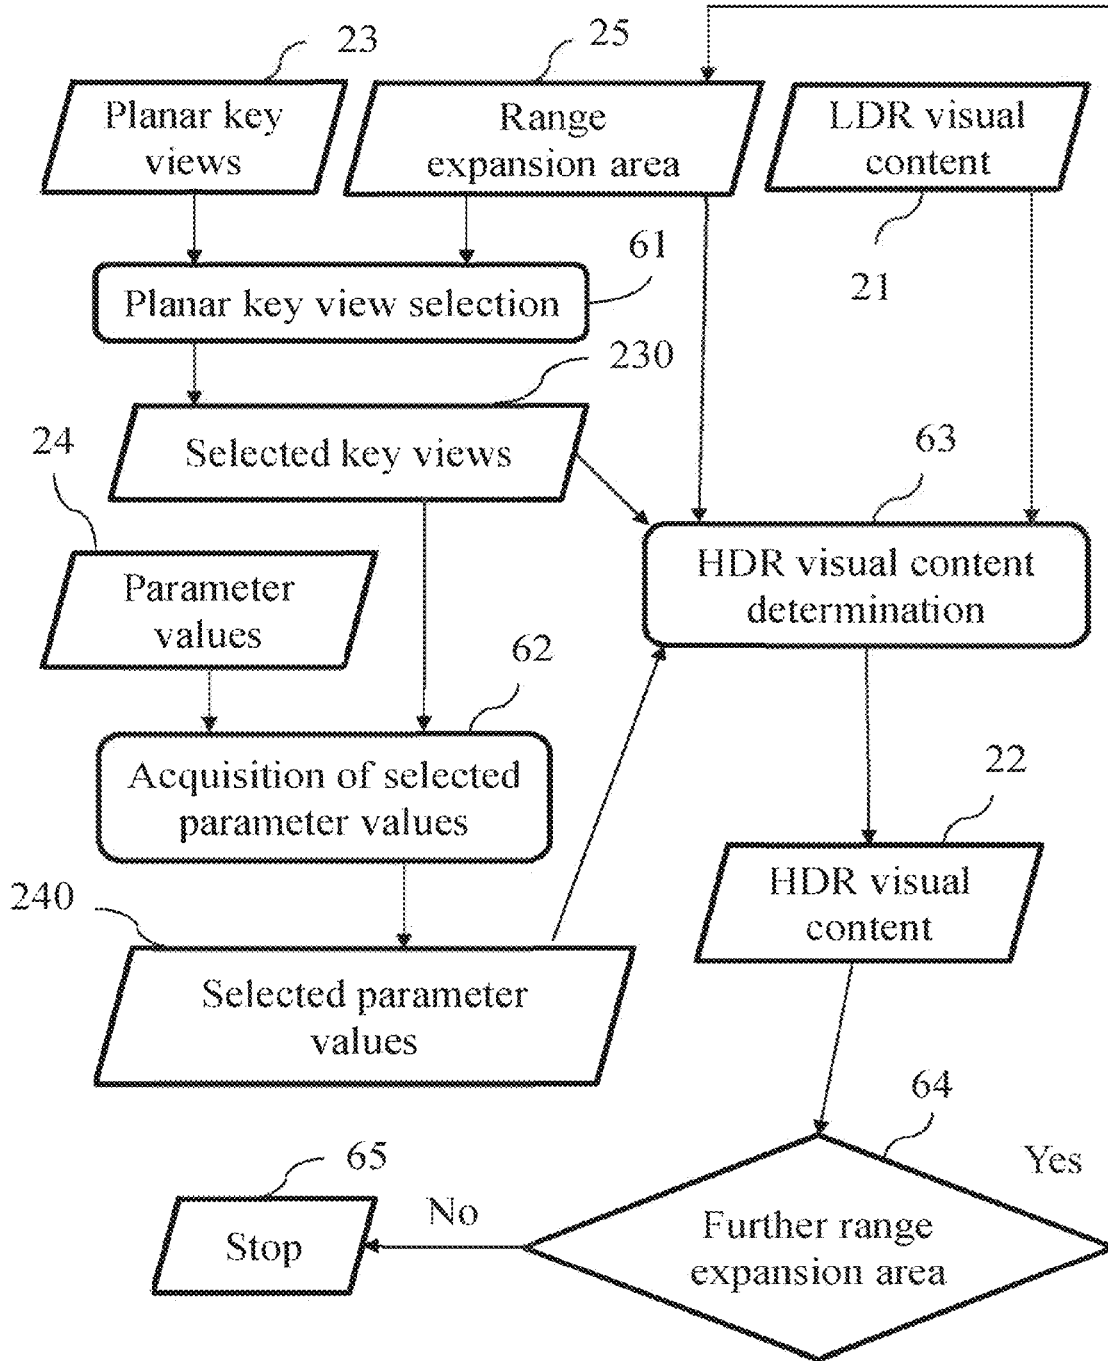 23
25
Planar key
views
Range
expansion area
LDR visual
content
61
21
Planar key view selection
230
24
Selected key views
63
Parameter
values
HDR visual content
determination
62
Acquisition of selected
parameter values
22
240
HDR visual
content
Selected parameter
values
64
65
No
Yes
Stop
Further range
expansion area